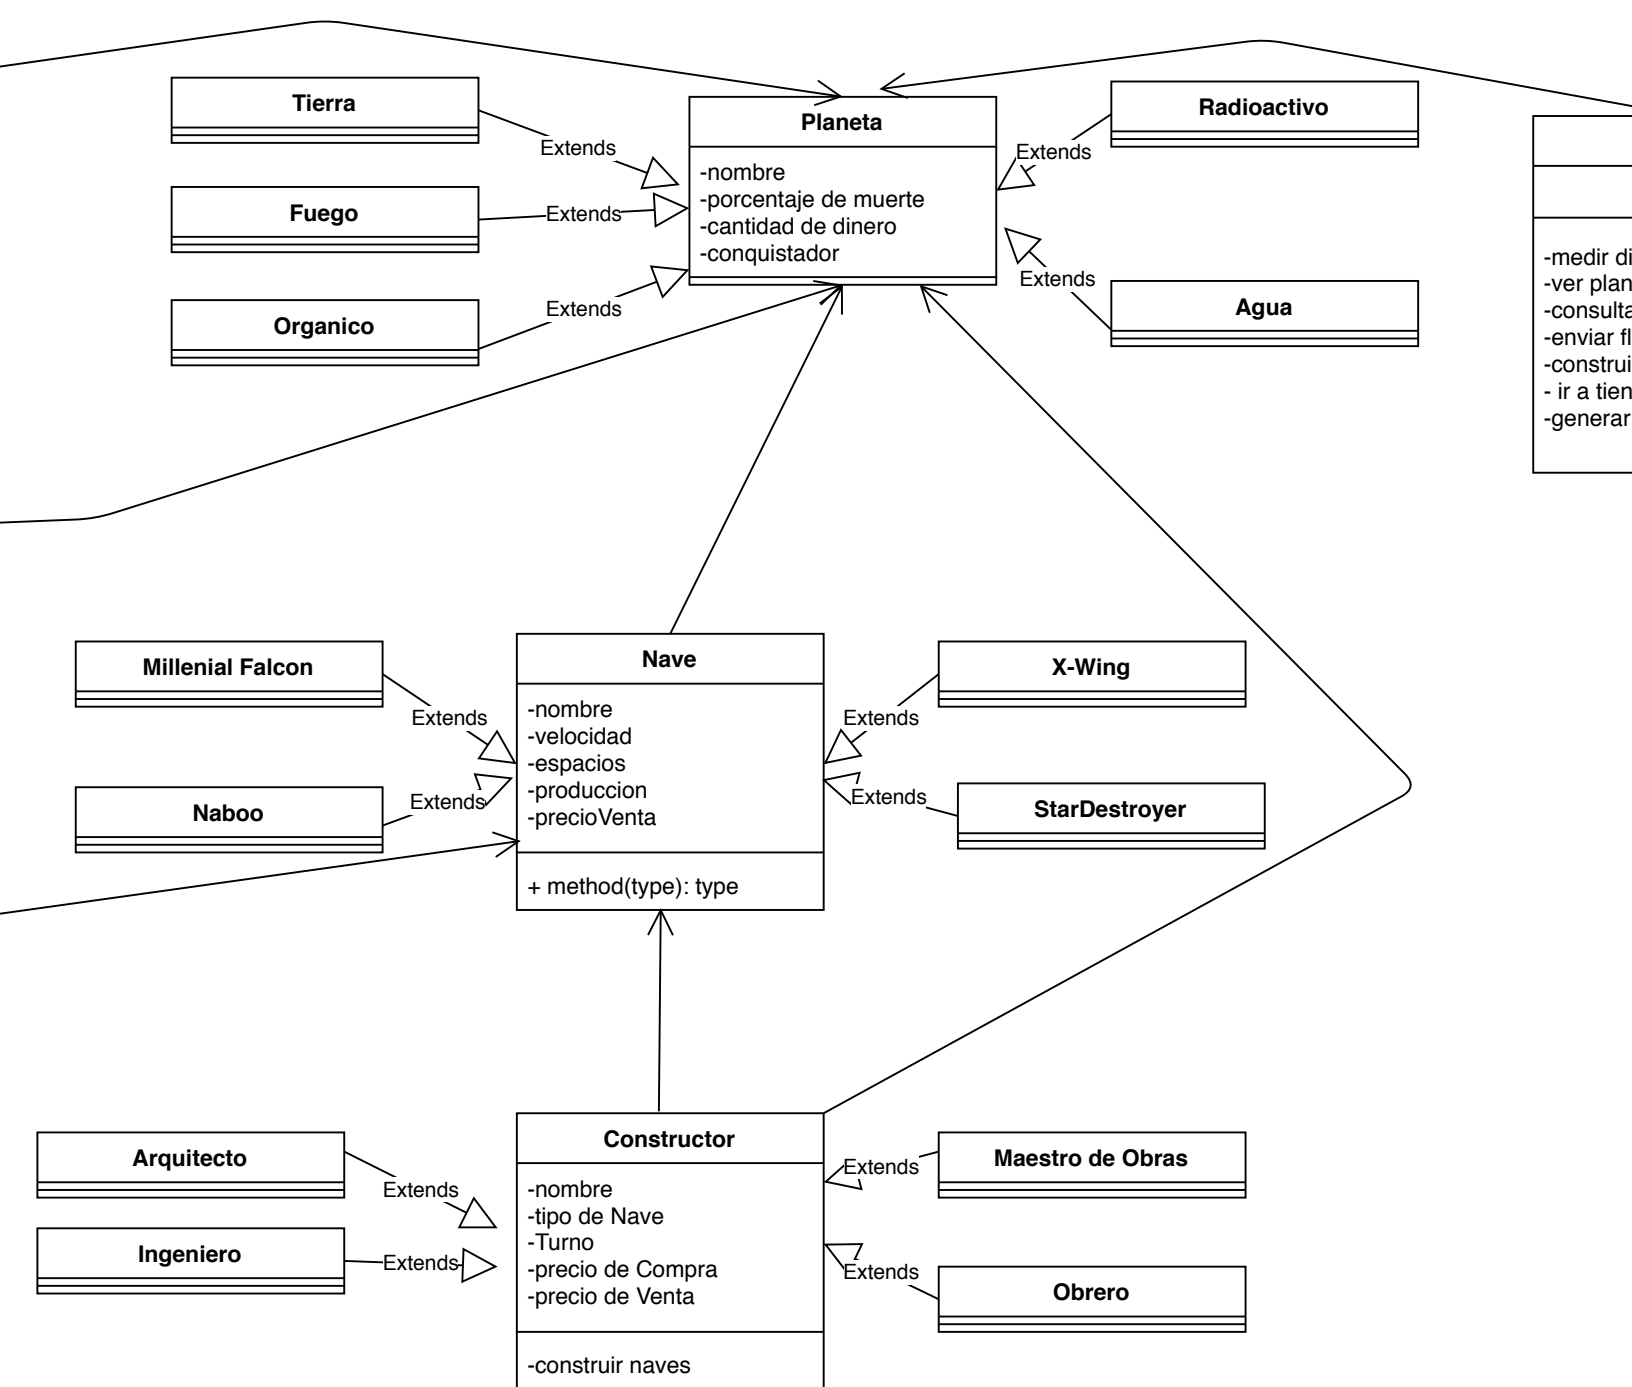 Tierra
Extends
Fuego
Extends
Organico
Extends
Planeta
-nombre
-porcentaje de muerte
-cantidad de dinero
-conquistador
Radioactivo
Extends
Agua
Extends
-medir di
-ver plan
-consulta
-enviar fl
-construi
- ir a tien
-generar
Millenial Falcon
Extends
Naboo
Extends
Nave
-nombre
-velocidad
-espacios
-produccion
-precioVenta
+ method(type): type
X-Wing
Extends
StarDestroyer
Extends
Arquitecto
Extends
Ingeniero
Extends
Constructor
-nombre
-tipo de Nave
-Turno
-precio de Compra
-precio de Venta
-construir naves
Maestro de Obras
Extends
Obrero
Extends